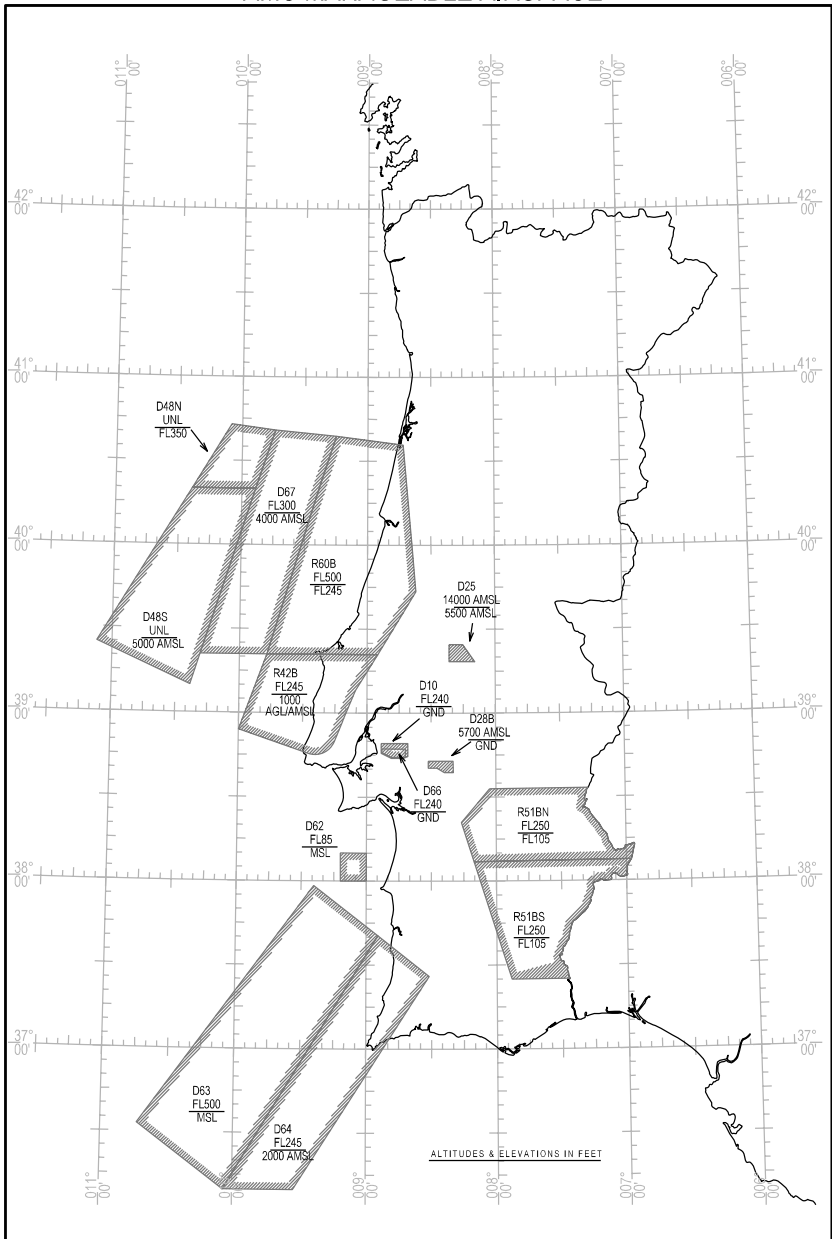 011° 00'
010° 00'
009° 00'
008° 00'
007° 00'
006° 00'
42° 00'
42° 00'
41° 00'
41° 00'
D48N
UNL
FL350
D67
FL300
4000 AMSL
40° 00'
40° 00'
R60B
FL500
FL245
D25
14000 AMSL
5500 AMSL
D48S
UNL
5000 AMSL
R42B
FL245
1000
AGL/AMSL
39° 00'
39° 00'
D10
FL240
GND
D28B
5700 AMSL
GND
D66
FL240
GND
D62
FL85
MSL
R51BN
FL250
FL105
38° 00'
38° 00'
R51BS
FL250
FL105
37° 00'
37° 00'
D63
FL500
MSL
D64
FL245
2000 AMSL
ALTITUDES & ELEVATIONS IN FEET
011° 00'
010° 00'
009° 00'
008° 00'
007° 00'
006° 00'